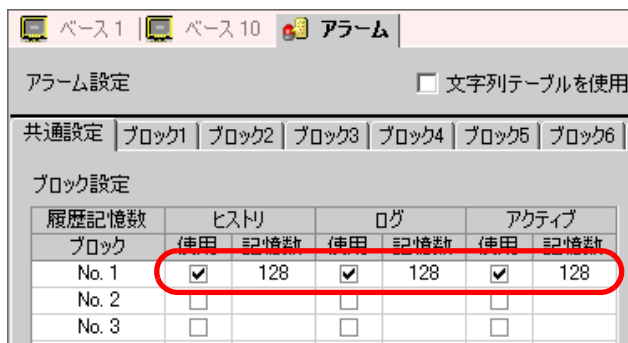 ベース1 ベース10 アラーム
アラーム設定 文字列テーブルを使用
共通設定 ブロック1 ブロック2 ブロック3 ブロック4 ブロック5 ブロック6
ブロック設定
履歴記憶数 ヒストリ ログ アクティブ
ブロック 使用 記憶数 使用 記憶数 使用 記憶数
No. 1 128 128 128
No. 2
No. 3